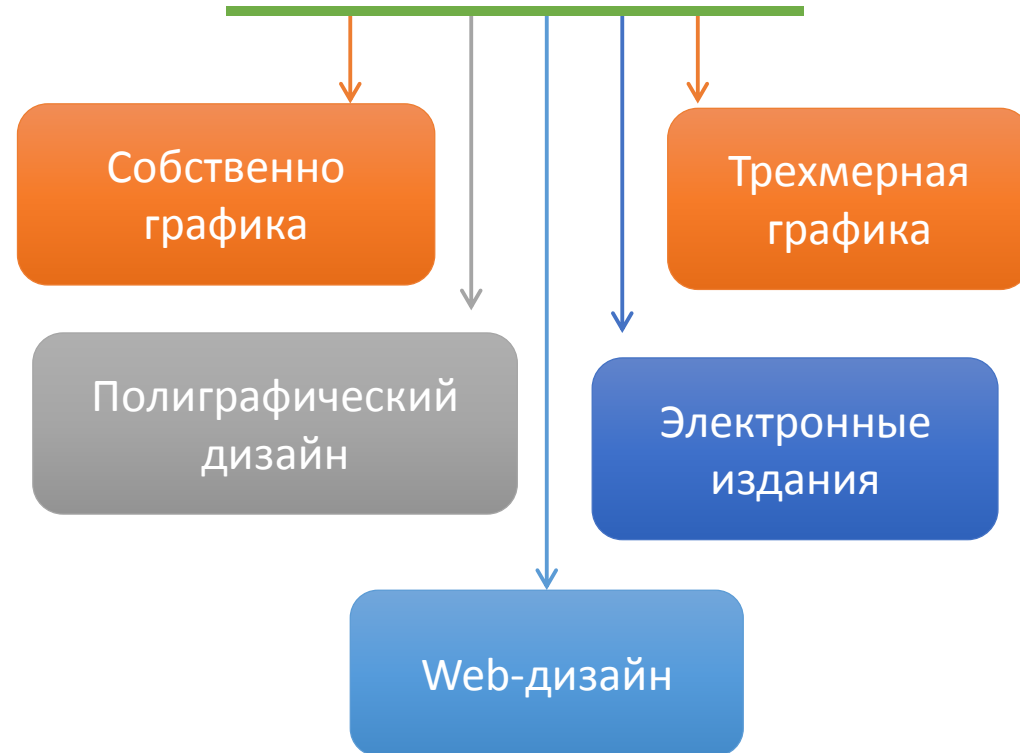 Собственно
графика
Трехмерная
графика
Полиграфический
дизайн
Электронные
издания
Web-дизайн